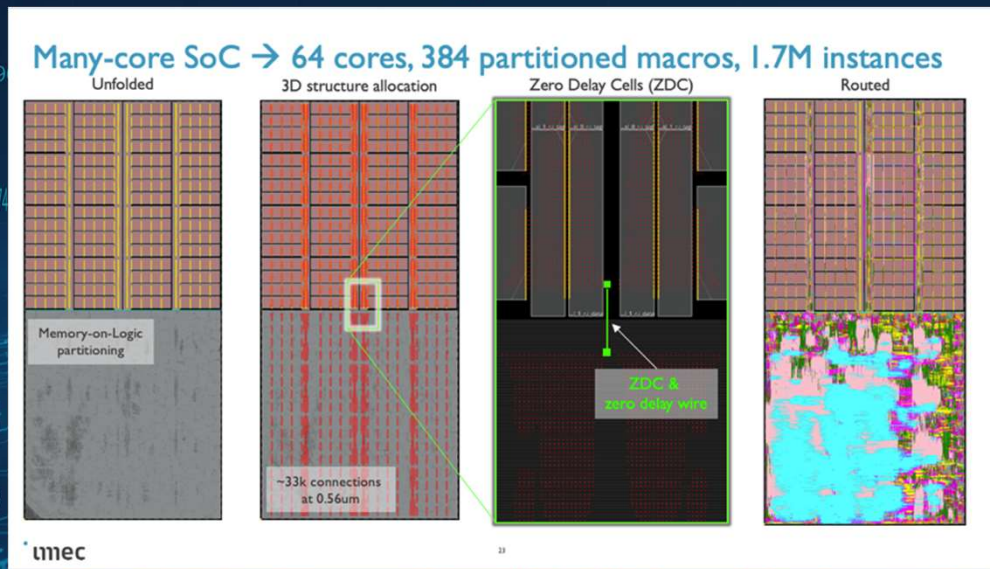 Many-core SoC → 64 cores, 384 partitioned macros, 1.7M instances
Unfolded
3D structure allocation
Zero Delay Cells (ZDC)
Routed
Memory-on-Logic
partitioning
~33k connections
at 0.56um
ZDC &
zero delay wire
imec
23